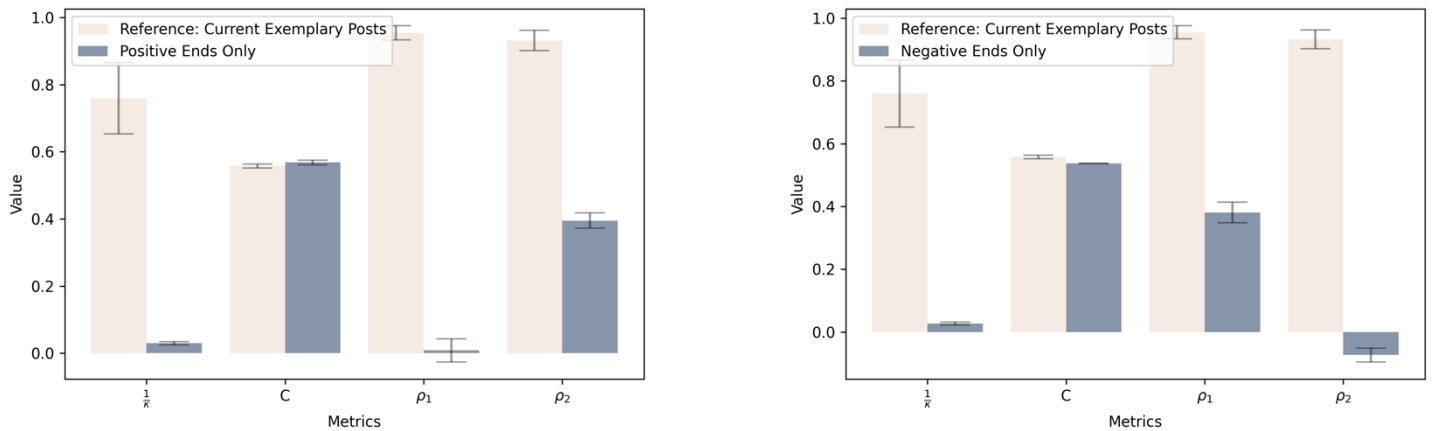 1.0
Reference: Current Exemplary Posts
Positive Ends Only
0.8
0.6
Value
0.4
0.2
0.0
1/κ C ρ1 ρ2
Metrics
1.0
Reference: Current Exemplary Posts
Negative Ends Only
0.8
0.6
Value
0.4
0.2
0.0
1/κ C ρ1 ρ2
Metrics